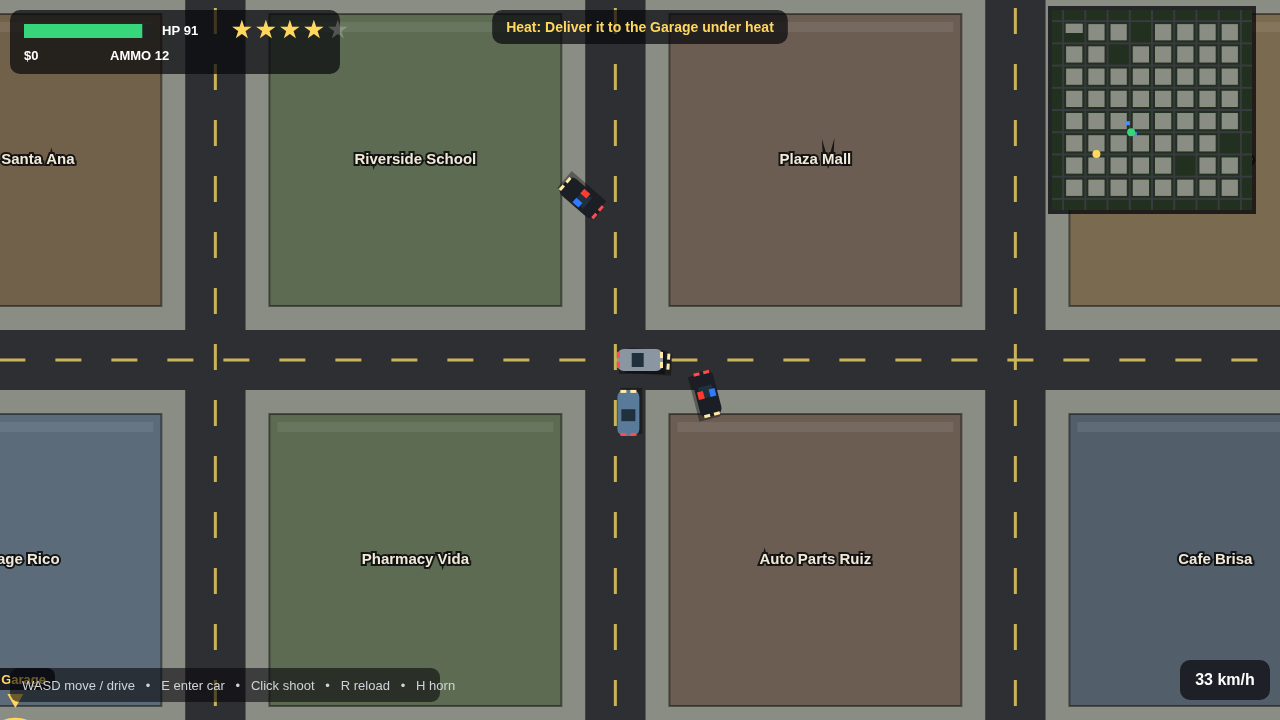 HP 91
$0
AMMO 12
Heat: Deliver it to the Garage under heat
Santa Ana
Riverside School
Plaza Mall
age Rico
Pharmacy Vida
Auto Parts Ruiz
Cafe Brisa
Garage
WASD move / drive • E enter car • Click shoot • R reload • H horn
33 km/h